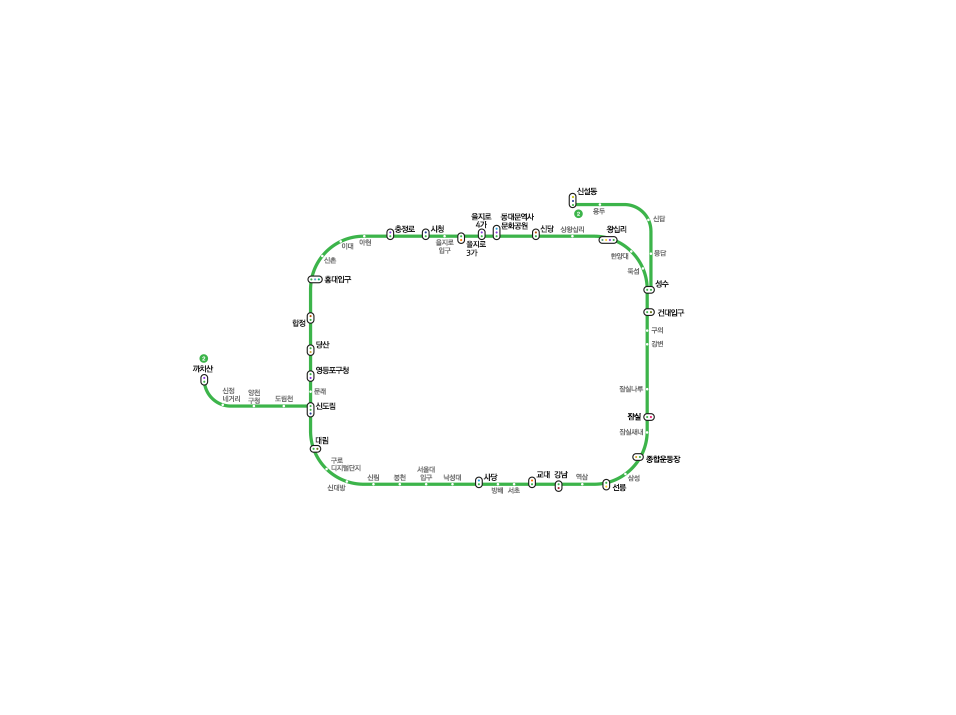 신설동
2
용두
신답
용답
성수
충정로
시청
을지로
입구
을지로
3가
을지로
4가
동대문역사
문화공원
신당
상왕십리
왕십리
한양대
뚝섬
아현
이대
신촌
홍대입구
합정
당산
영등포구청
문래
신도림
2
까치산
신정
네거리
양천
구청
도림천
대림
구로
디지털단지
신대방
신림
봉천
서울대
입구
낙성대
사당
방배
서초
교대
강남
역삼
선릉
삼성
종합운동장
잠실새내
잠실
잠실나루
강변
구의
건대입구